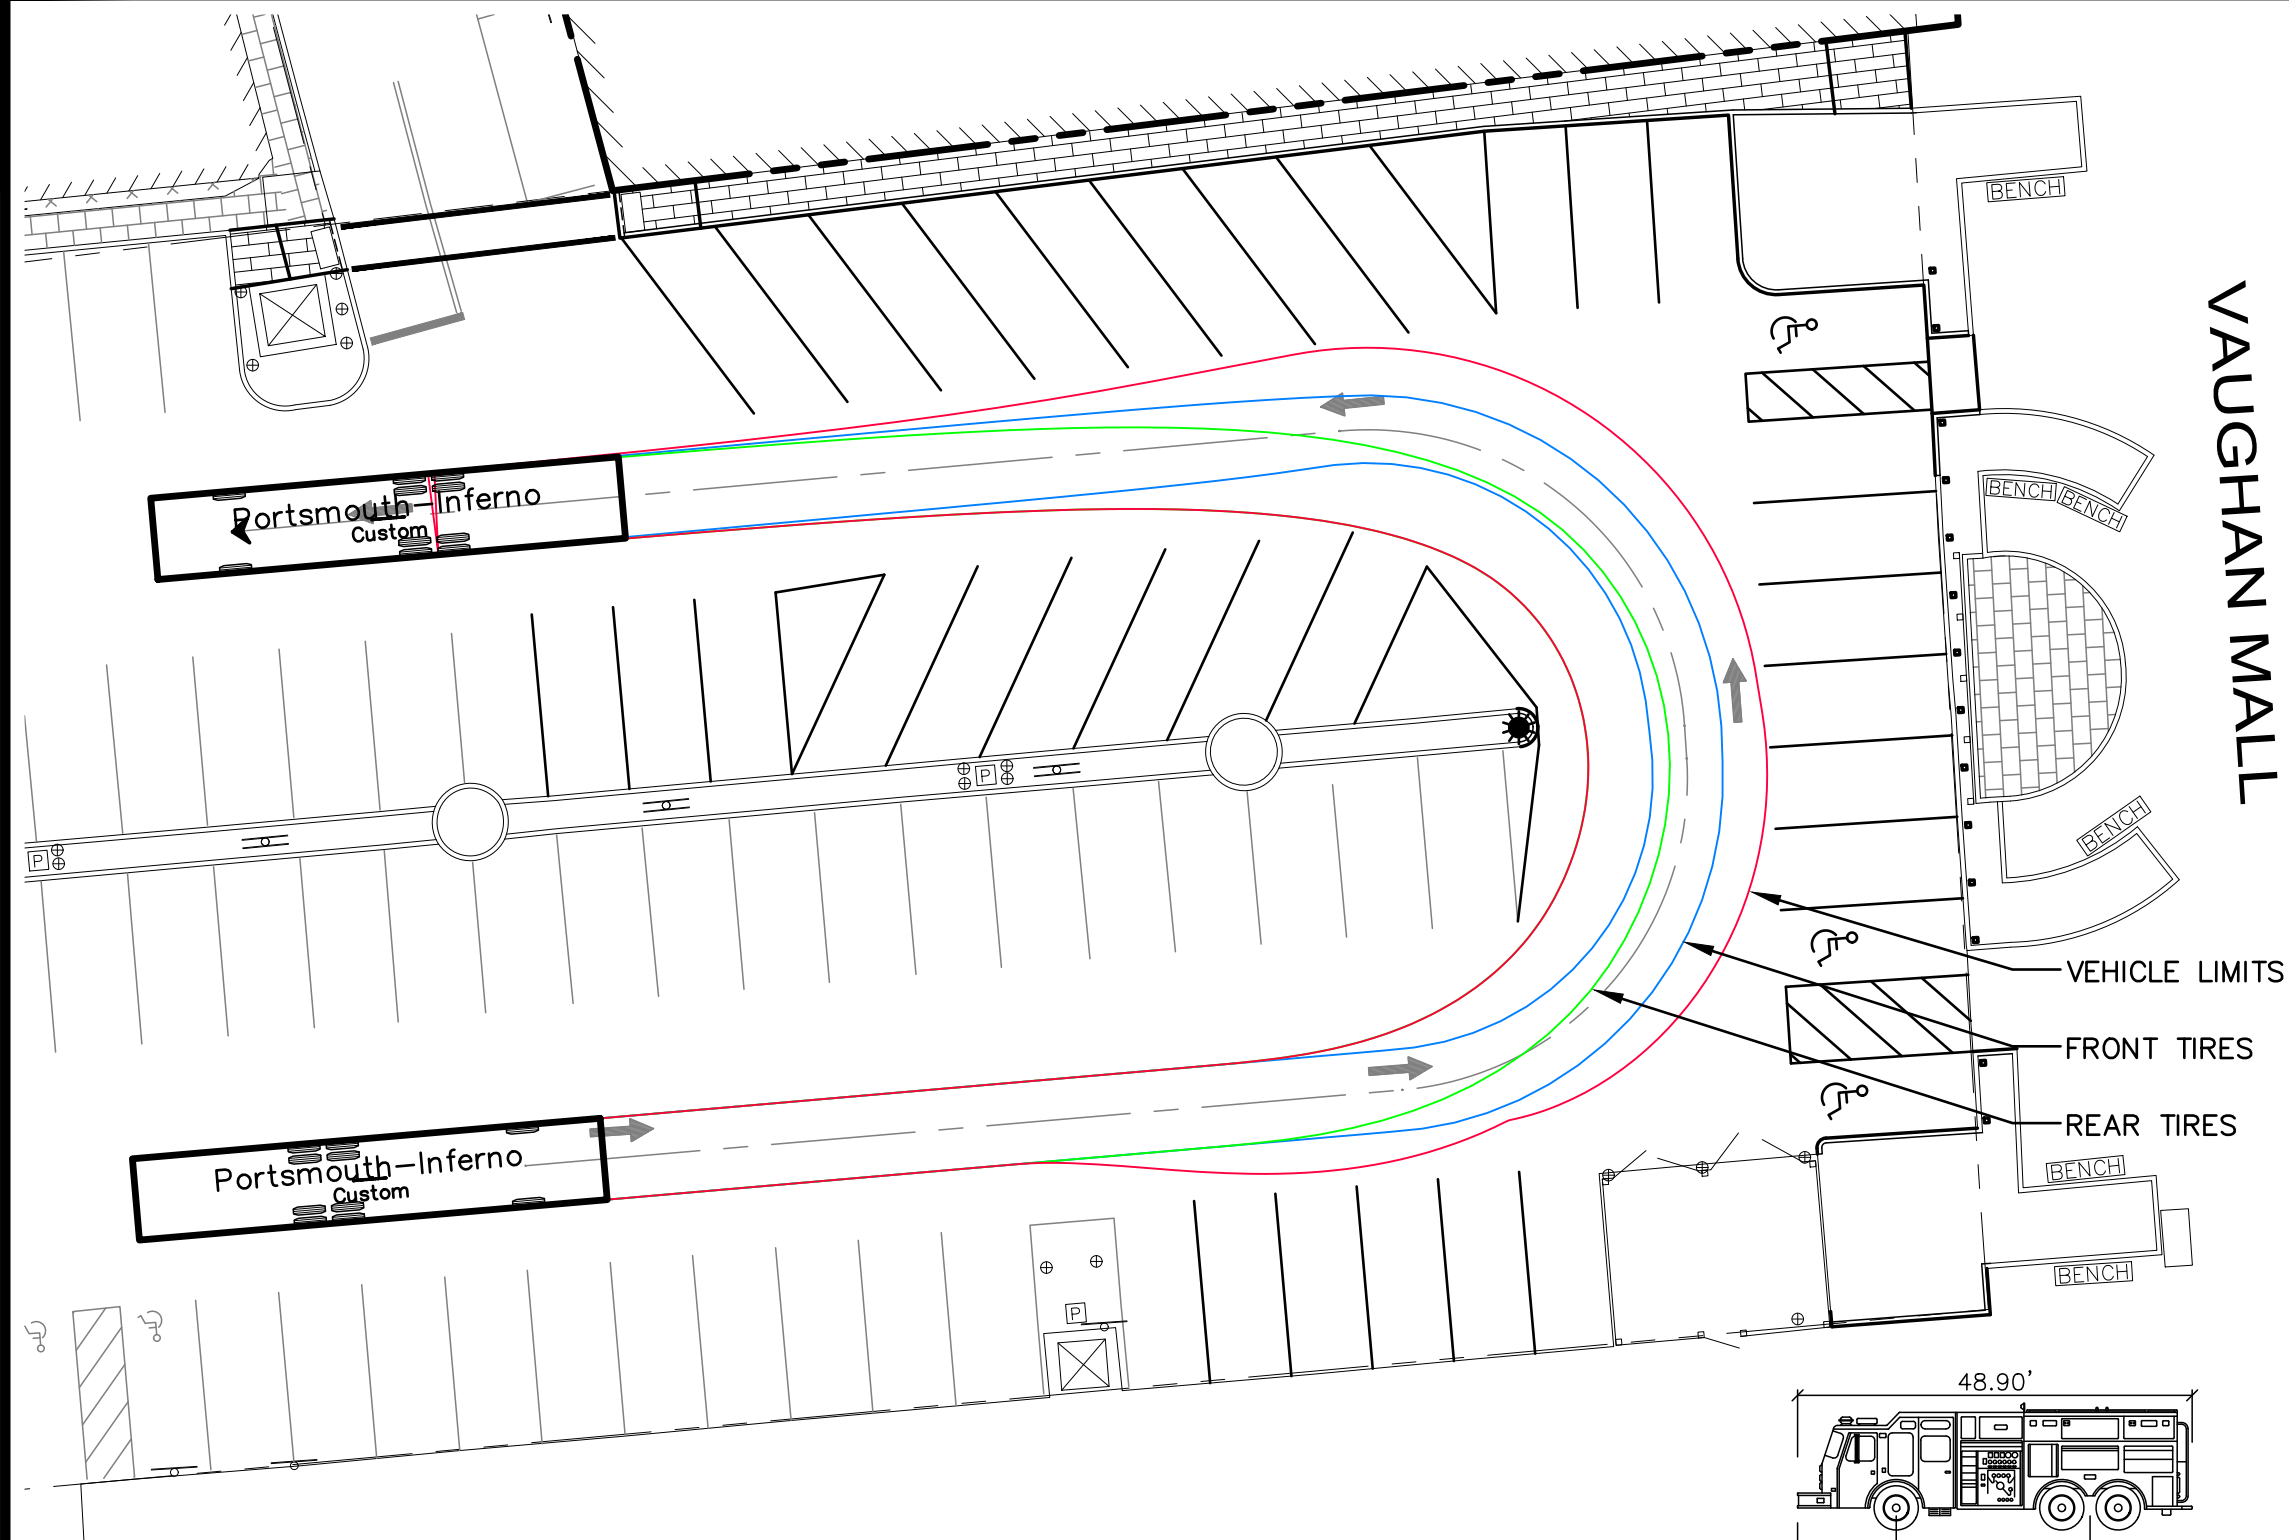 BENCH
VAUGHAN MALL
BENCH
BENCH
Portsmouth-Inferno
Custom
P
P
BENCH
VEHICLE LIMITS
FRONT TIRES
REAR TIRES
Portsmouth-Inferno
Custom
BENCH
BENCH
P
48.90'